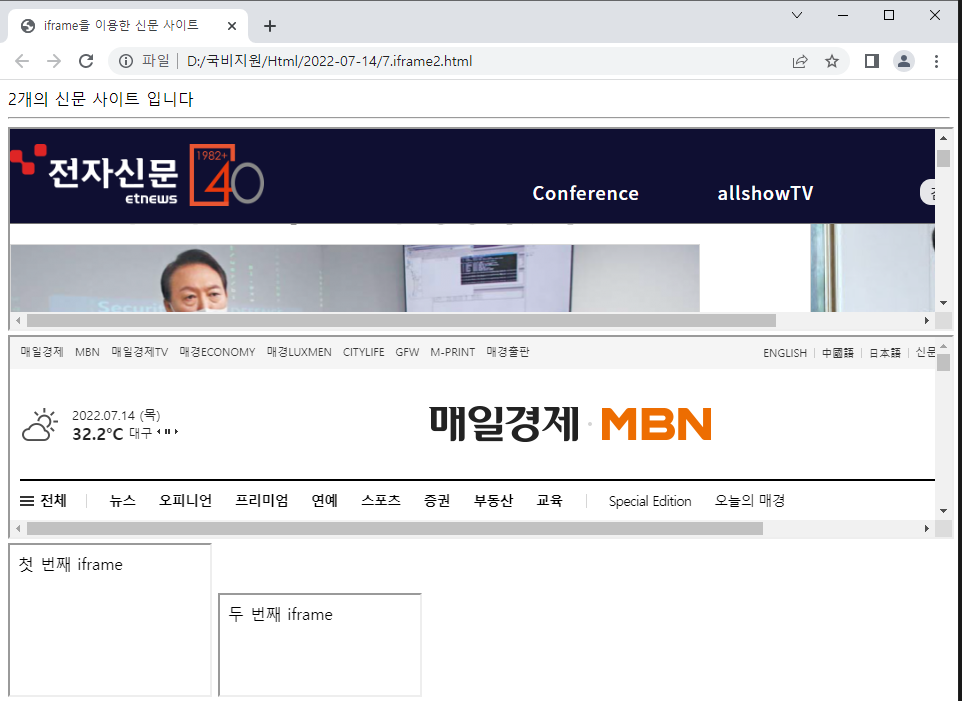 iframe을 이용한 신문 사이트
파일 | D:/국비지원/Html/2022-07-14/7.iframe2.html
2개의 신문 사이트 입니다
전자신문 etnews 1982+ 40
Conference allshowTV
매일경제 MBN 매일경제TV 매경ECONOMY 매경LUXMEN CITYLIFE GFW M-PRINT 매경출판 ENGLISH | 中國語 | 日本語 | 신문
2022.07.14 (목)
32.2°C 대구
매일경제 · MBN
전체 | 뉴스 오피니언 프리미엄 연예 스포츠 증권 부동산 교육 | Special Edition 오늘의 매경
첫 번째 iframe
두 번째 iframe